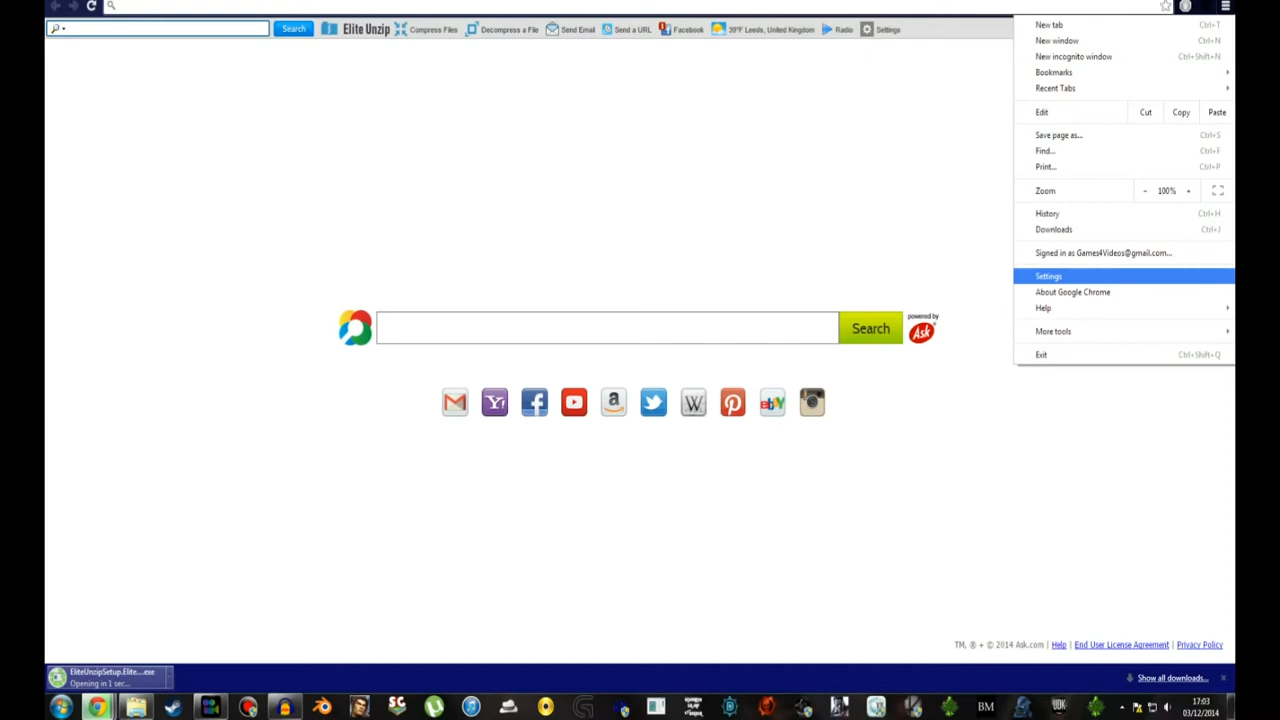 Search
Elite Unzip
Compress Files
Decompress a File
Send Email
Send a URL
Facebook
39°F Leeds, United Kingdom
Radio
Settings
New tab Ctrl+T
New window Ctrl+N
New incognito window Ctrl+Shift+N
Bookmarks
Recent Tabs
Edit Cut Copy Paste
Save page as... Ctrl+S
Find... Ctrl+F
Print... Ctrl+P
Zoom - 100% +
History Ctrl+H
Downloads Ctrl+J
Signed in as Games4Videos@gmail.com...
Settings
About Google Chrome
Help
More tools
Exit Ctrl+Shift+Q
Search
powered by
Ask
Y!
f
a
W
ebY
TM, ® + © 2014 Ask.com | Help | End User License Agreement | Privacy Policy
EliteUnzipSetup.Elite....exe
Opening in 1 sec...
Show all downloads...
SC
BM
UDK
17:03
03/12/2014